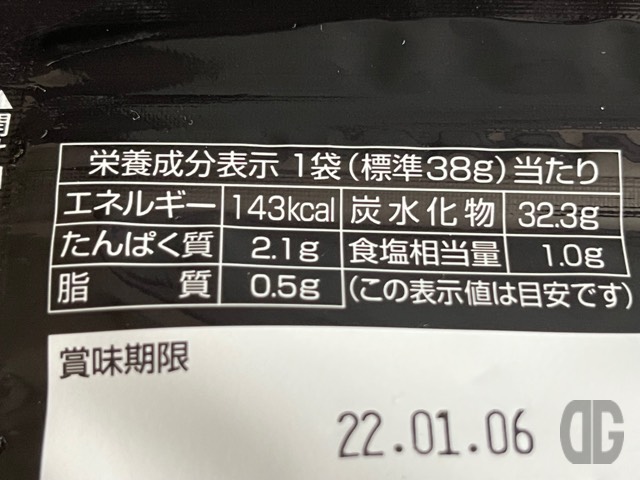 栄養成分表示 1袋(標準38g)当たり
エネルギー 143kcal 炭水化物 32.3g
たんぱく質 2.1g 食塩相当量 1.0g
脂質 0.5g (この表示値は目安です)
賞味期限
22.01.06
DG